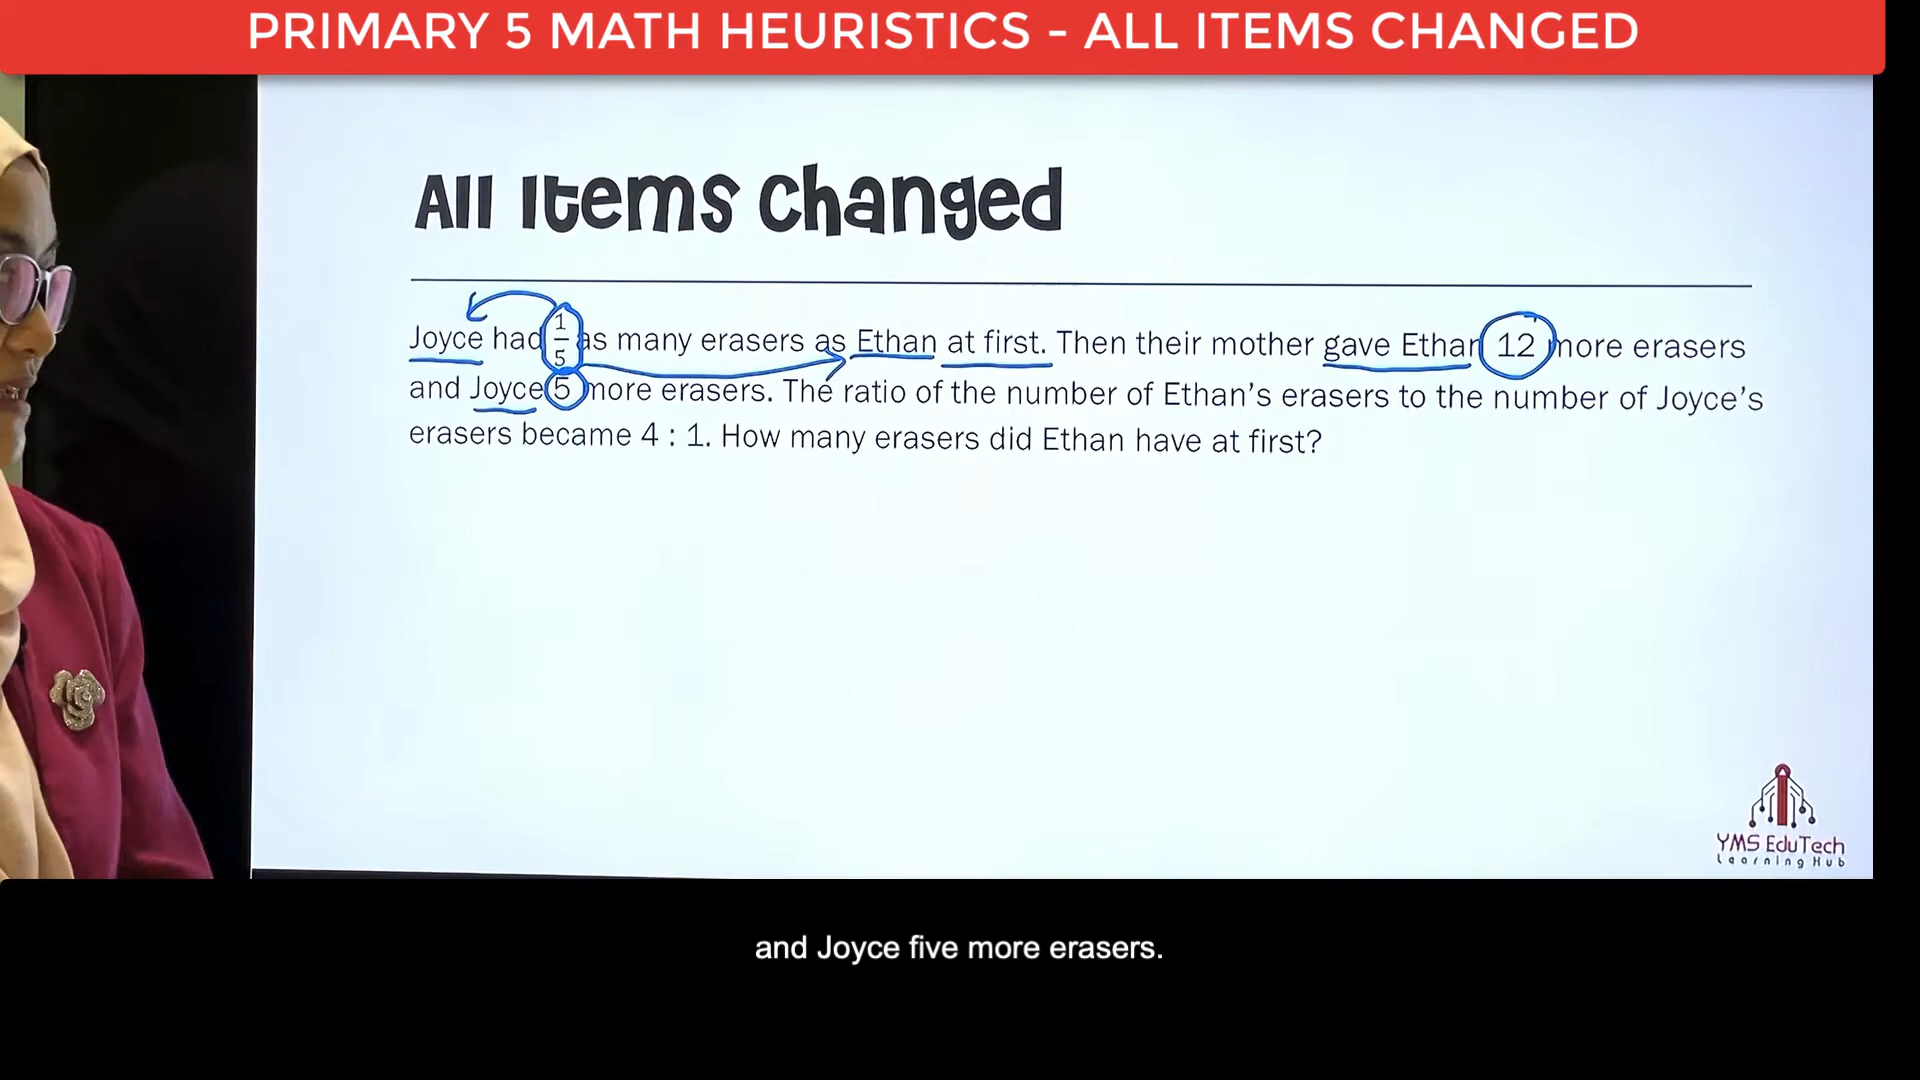 PRIMARY 5 MATH HEURISTICS - ALL ITEMS CHANGED
All Items Changed
Joyce had 1/5 as many erasers as Ethan at first. Then their mother gave Ethan 12 more erasers
and Joyce 5 more erasers. The ratio of the number of Ethan's erasers to the number of Joyce's
erasers became 4 : 1. How many erasers did Ethan have at first?
YMS EduTech
Learning Hub
and Joyce five more erasers.